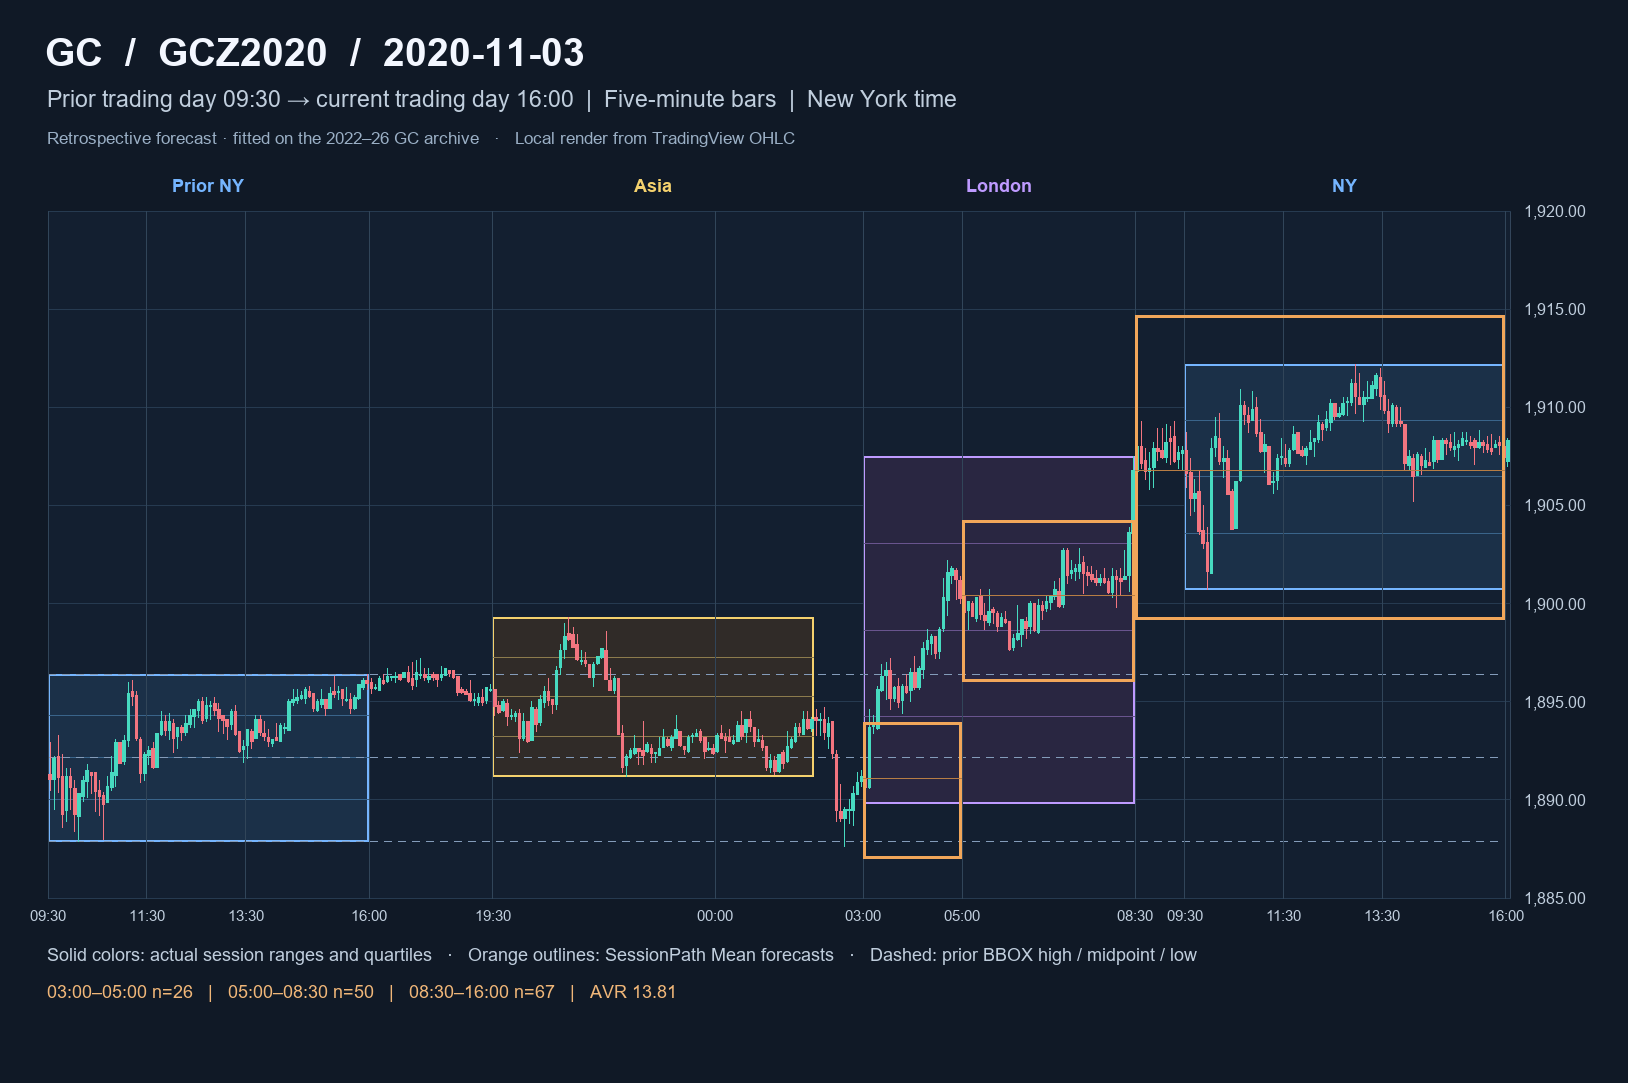 GC / GCZ2020 / 2020-11-03
Prior trading day 09:30 → current trading day 16:00 | Five-minute bars | New York time
Retrospective forecast · fitted on the 2022–26 GC archive · Local render from TradingView OHLC
Prior NY Asia London NY
1,920.00
1,915.00
1,910.00
1,905.00
1,900.00
1,895.00
1,890.00
1,885.00
09:30 11:30 13:30 16:00 19:30 00:00 03:00 05:00 08:30 09:30 11:30 13:30 16:00
Solid colors: actual session ranges and quartiles · Orange outlines: SessionPath Mean forecasts · Dashed: prior BBOX high / midpoint / low
03:00–05:00 n=26 | 05:00–08:30 n=50 | 08:30–16:00 n=67 | AVR 13.81